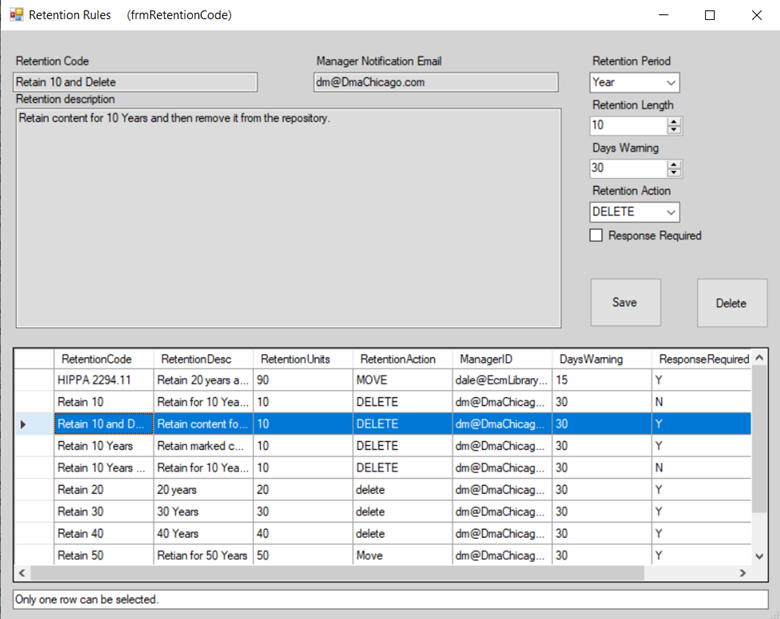 Retention Rules (frmRetentionCode)
Retention Code
Manager Notification Email
Retention Period
Retain 10 and Delete
dm@DmaChicago.com
Year
Retention description
Retention Length
Retain content for 10 Years and then remove it from the repository.
10
Days Warning
30
Retention Action
DELETE
Response Required
Save
Delete
RetentionCode RetentionDesc RetentionUnits RetentionAction ManagerID DaysWarning ResponseRequired
HIPPA 2294.11 Retain 20 years a... 90 MOVE dale@EcmLibrary... 15 Y
Retain 10 Retain for 10 Yea... 10 DELETE dm@DmaChicag... 30 N
Retain 10 and D... Retain content fo... 10 DELETE dm@DmaChicag... 30 Y
Retain 10 Years Retain marked c... 10 DELETE dm@DmaChicag... 30 Y
Retain 10 Years ... Retain for 10 Yea... 10 DELETE dm@DmaChicag... 30 N
Retain 20 20 years 20 delete dm@DmaChicag... 30 Y
Retain 30 30 Years 30 delete dm@DmaChicag... 30 Y
Retain 40 40 Years 40 delete dm@DmaChicag... 30 Y
Retain 50 Retian for 50 Years 50 Move dm@DmaChicag... 30 Y
Only one row can be selected.